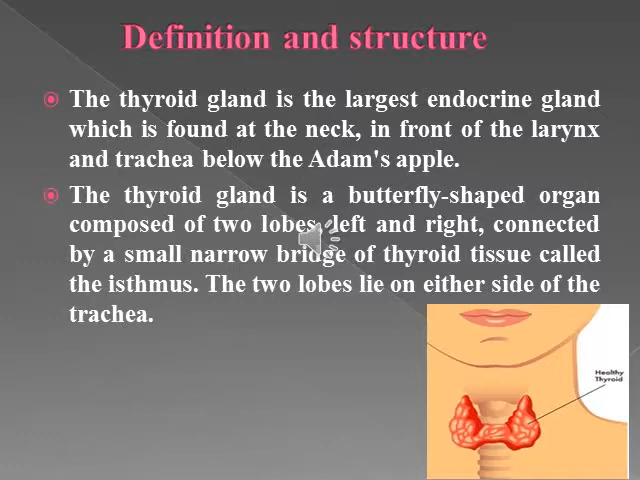 Definition and structure
The thyroid gland is the largest endocrine gland
which is found at the neck, in front of the larynx
and trachea below the Adam's apple.
The thyroid gland is a butterfly-shaped organ
composed of two lobes, left and right, connected
by a small narrow bridge of thyroid tissue called
the isthmus. The two lobes lie on either side of the
trachea.
Healthy
Thyroid